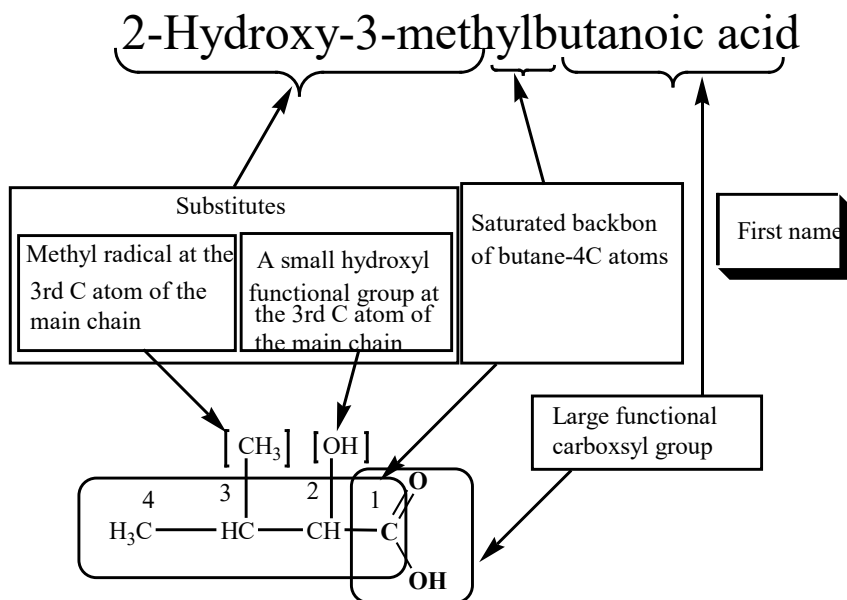 2-Hydroxy-3-methylbutanoic acid
Substitutes
Methyl radical at the
3rd C atom of the
main chain
A small hydroxyl
functional group at
the 3rd C atom of
the main chain
Saturated backbon
of butane-4C atoms
First name
Large functional
carboxsyl group
[CH₃] [OH]
4 3 2 1 O
H₃C HC CH C
OH